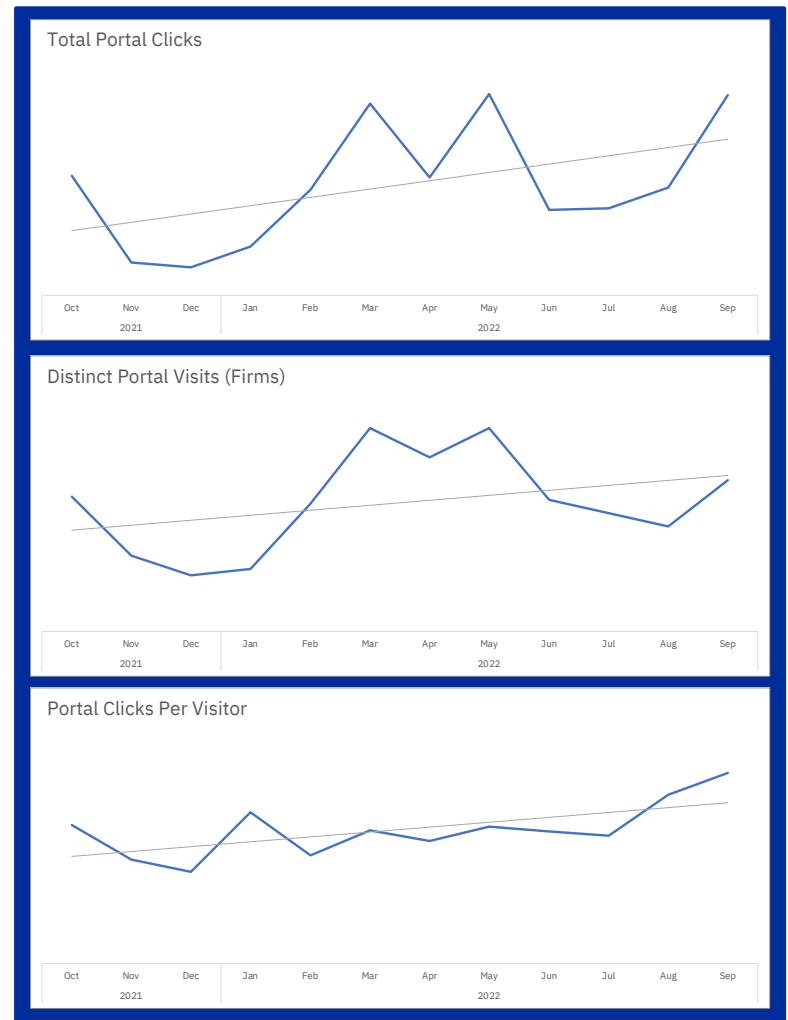 Total Portal Clicks
Oct Nov Dec Jan Feb Mar Apr May Jun Jul Aug Sep
2021 2022
Distinct Portal Visits (Firms)
Oct Nov Dec Jan Feb Mar Apr May Jun Jul Aug Sep
2021 2022
Portal Clicks Per Visitor
Oct Nov Dec Jan Feb Mar Apr May Jun Jul Aug Sep
2021 2022